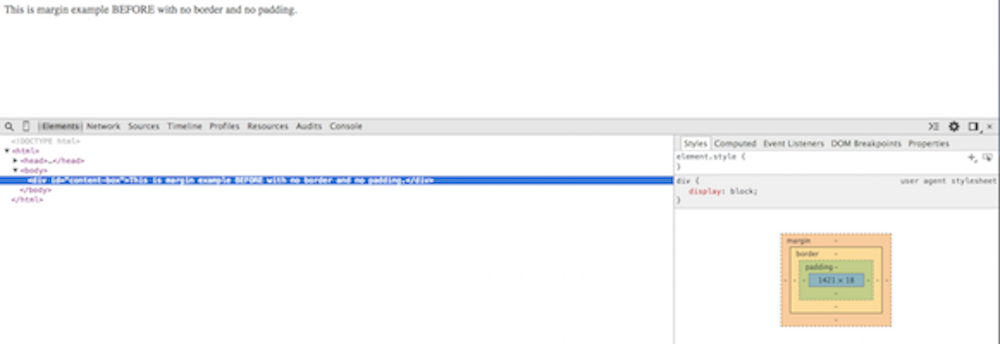 This is margin example BEFORE with no border and no padding.
Elements Network Sources Timeline Profiles Resources Audits Console
<!DOCTYPE html>
<html>
<head>…</head>
<body>
<div id="content-box">This is margin example BEFORE with no border and no padding.</div>
</body>
</html>
Styles Computed Event Listeners DOM Breakpoints Properties
element.style {
}
div { user agent stylesheet
display: block;
}
margin -
border -
padding -
- - - 1421 × 18 - - -
-
-
-